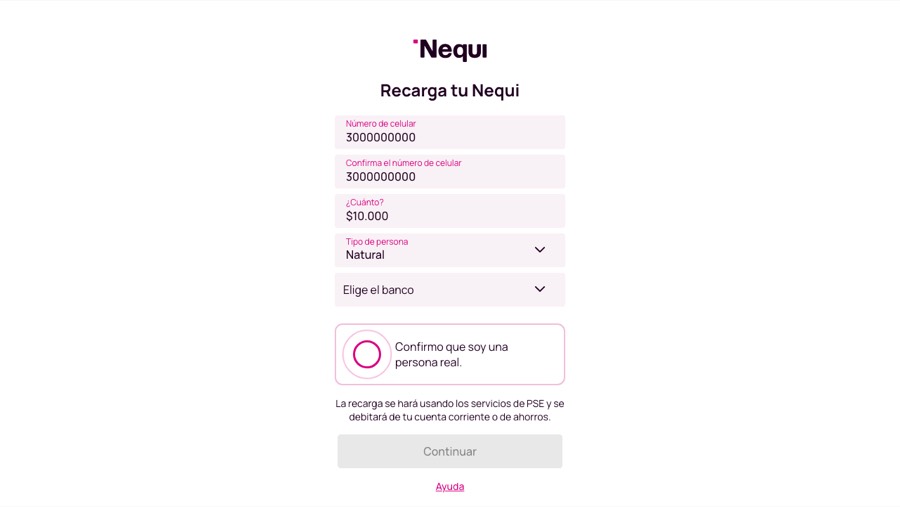 Nequi
Recarga tu Nequi
Número de celular
3000000000
Confirma el número de celular
3000000000
¿Cuánto?
$10.000
Tipo de persona
Natural
Elige el banco
Confirmo que soy una
persona real.
La recarga se hará usando los servicios de PSE y se
debitará de tu cuenta corriente o de ahorros.
Continuar
Ayuda